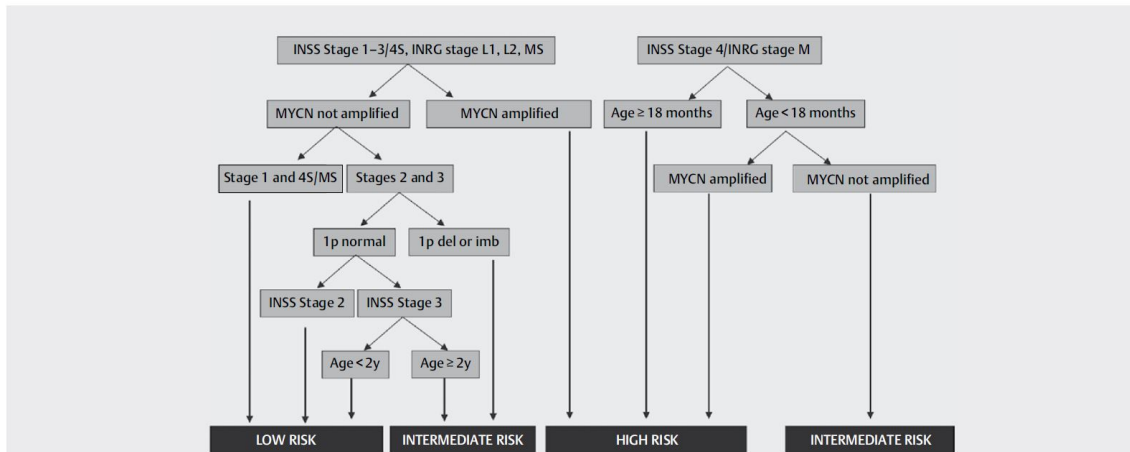 INSS Stage 1–3/4S, INRG stage L1, L2, MS
INSS Stage 4/INRG stage M
MYCN not amplified
MYCN amplified
Age ≥ 18 months
Age < 18 months
Stage 1 and 4S/MS
Stages 2 and 3
MYCN amplified
MYCN not amplified
1p normal
1p del or imb
INSS Stage 2
INSS Stage 3
Age < 2y
Age ≥ 2y
LOW RISK
INTERMEDIATE RISK
HIGH RISK
INTERMEDIATE RISK